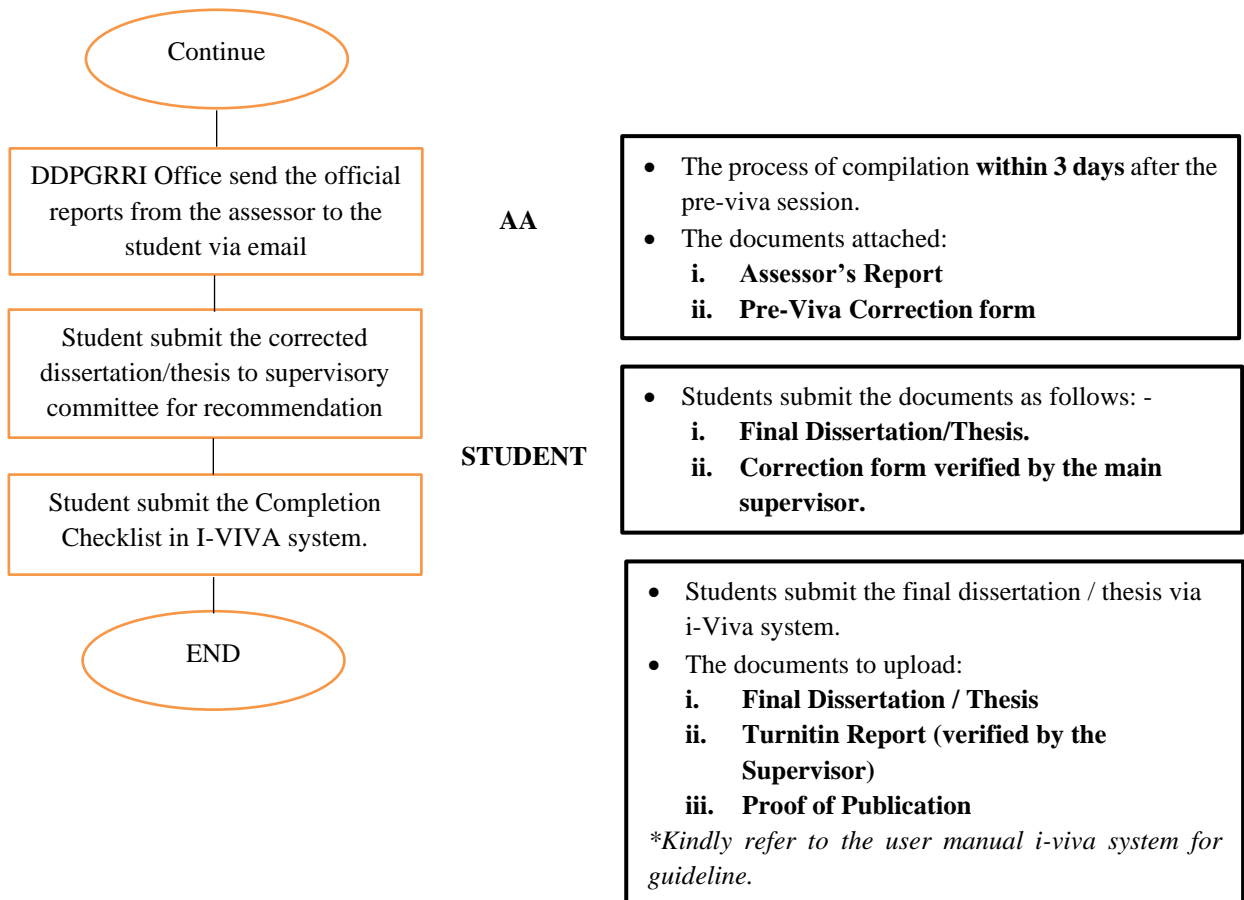 Continue
DDPGRRI Office send the official
reports from the assessor to the
student via email
AA
• The process of compilation within 3 days after the
pre-viva session.
• The documents attached:
i. Assessor’s Report
ii. Pre-Viva Correction form
Student submit the corrected
dissertation/thesis to supervisory
committee for recommendation
STUDENT
• Students submit the documents as follows: -
i. Final Dissertation/Thesis.
ii. Correction form verified by the main
supervisor.
Student submit the Completion
Checklist in I-VIVA system.
• Students submit the final dissertation / thesis via
i-Viva system.
• The documents to upload:
i. Final Dissertation / Thesis
ii. Turnitin Report (verified by the
Supervisor)
iii. Proof of Publication
*Kindly refer to the user manual i-viva system for
guideline.
END